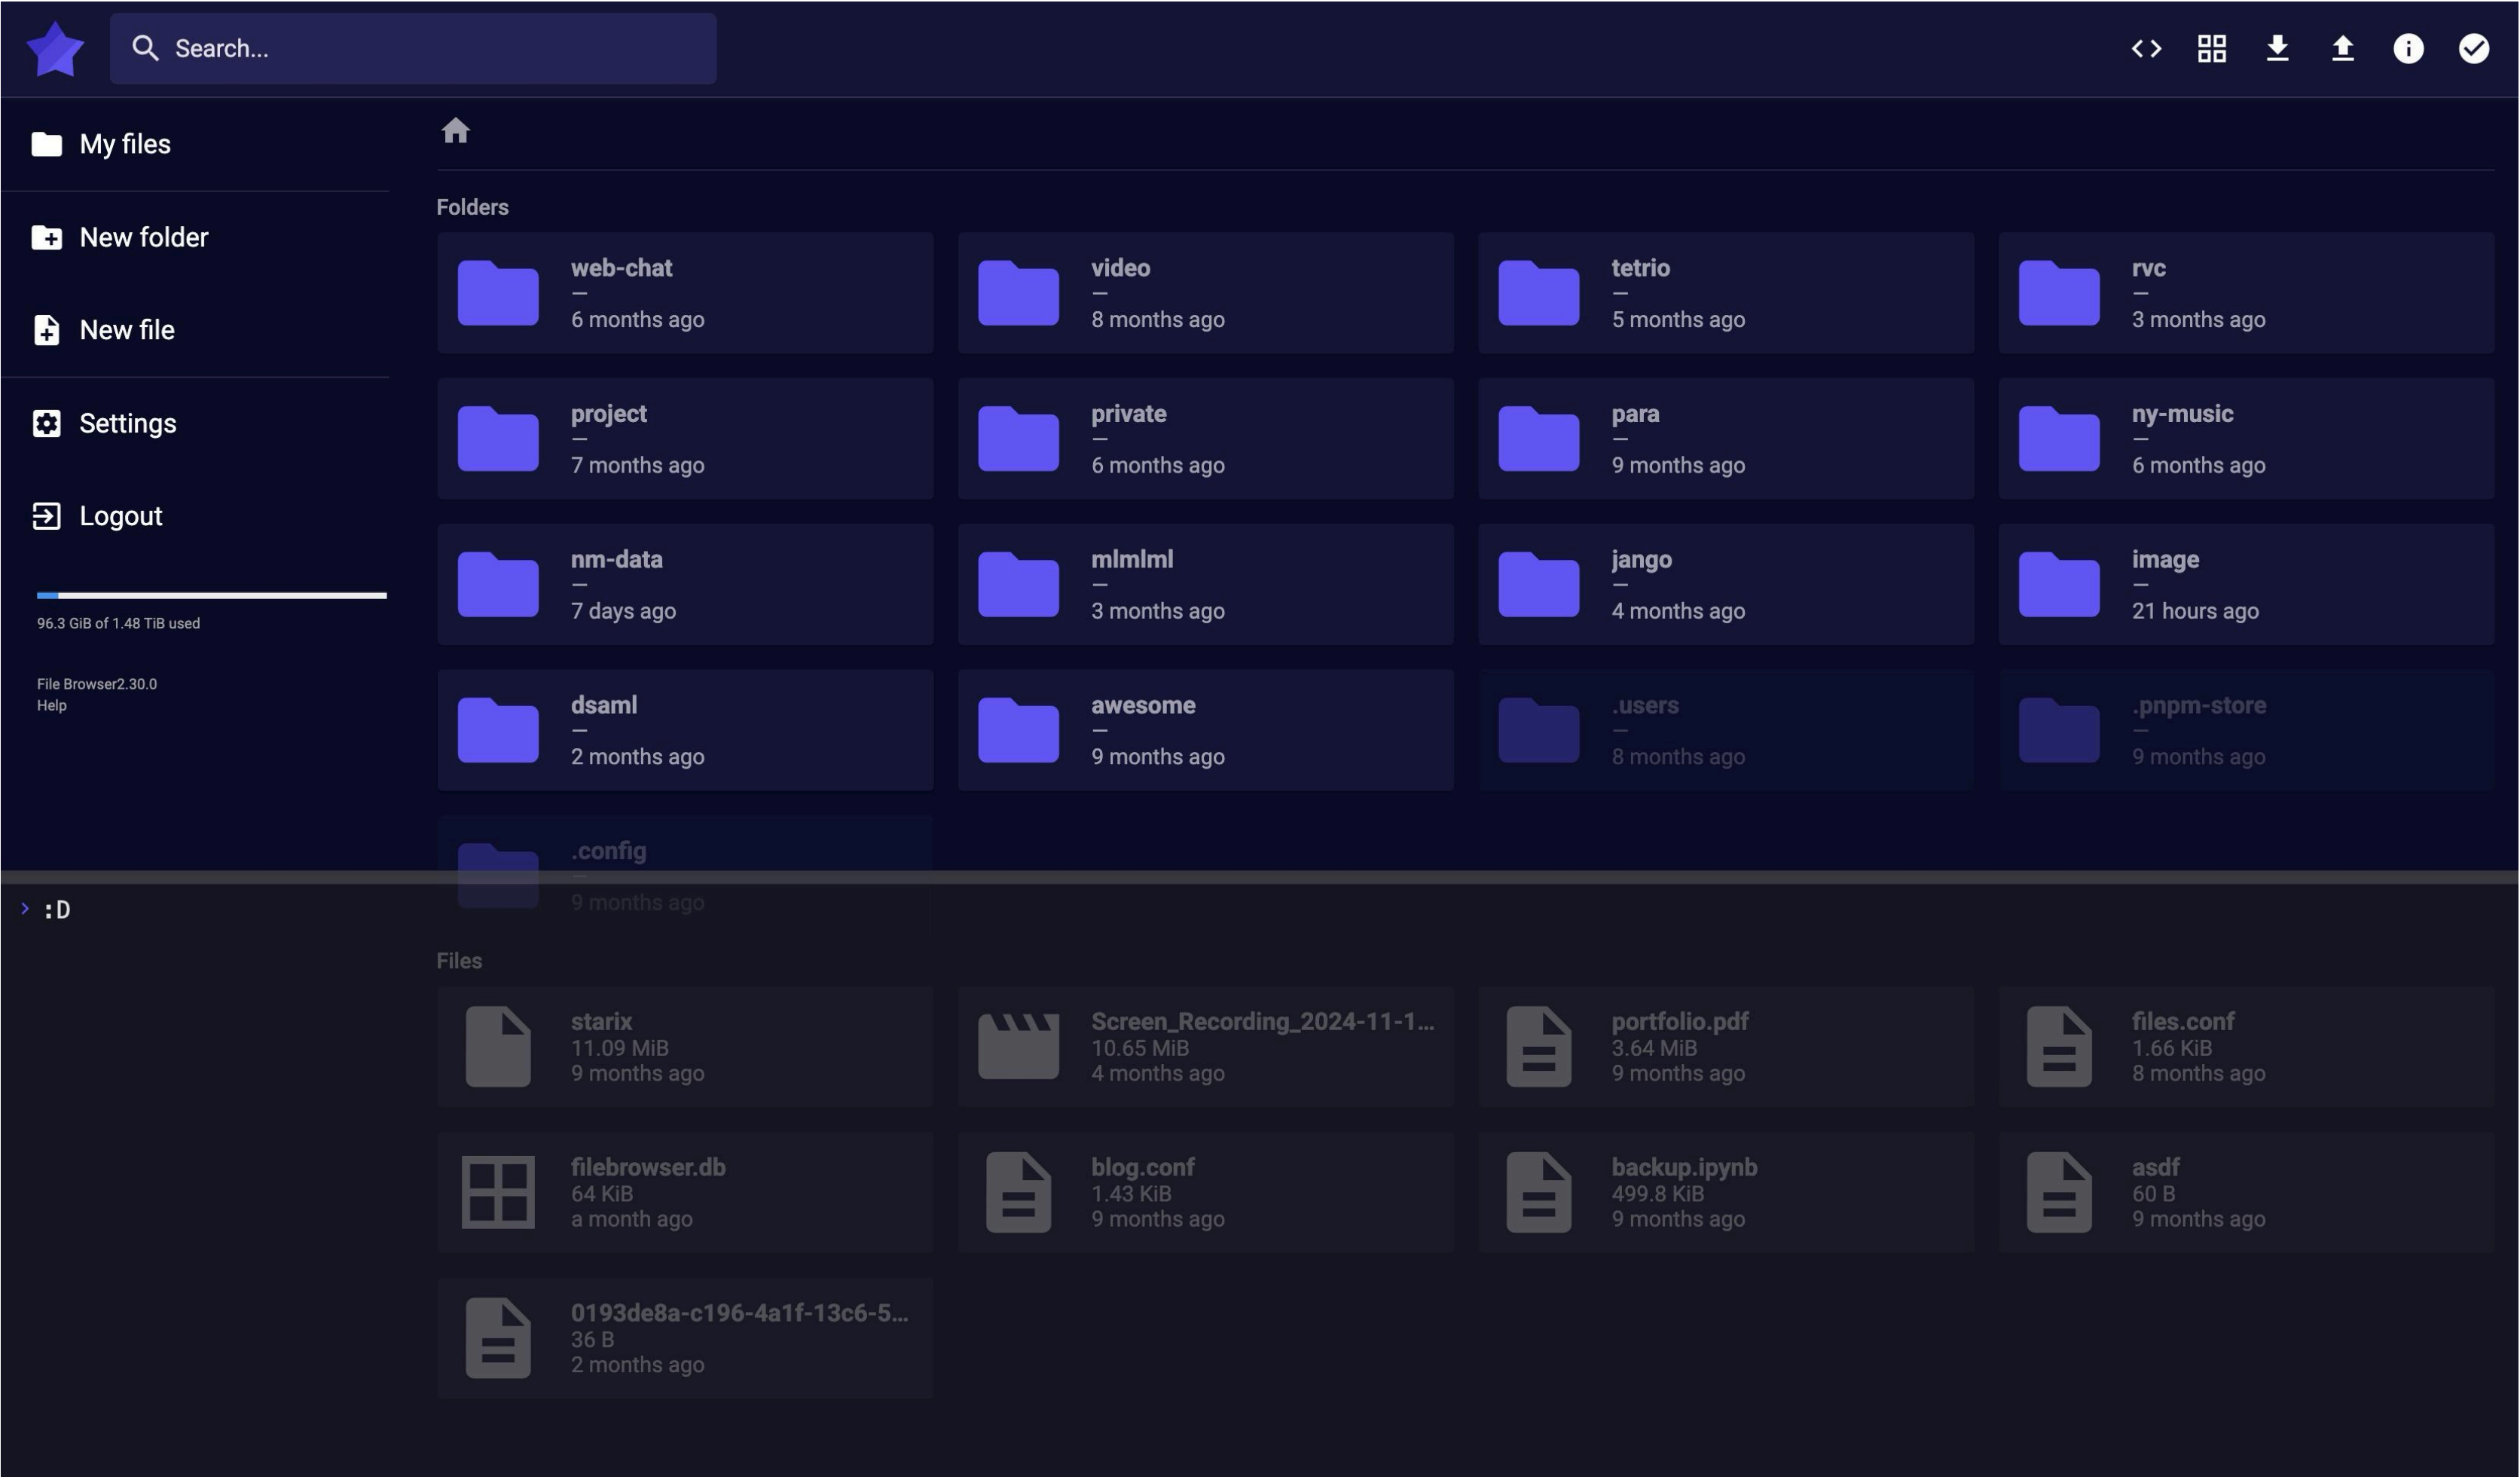 Search...
My files
New folder
New file
Settings
Logout
96.3 GiB of 1.48 TiB used
File Browser2.30.0
Help
Folders
web-chat
—
6 months ago
video
—
8 months ago
tetrio
—
5 months ago
rvc
—
3 months ago
project
—
7 months ago
private
—
6 months ago
para
—
9 months ago
ny-music
—
6 months ago
nm-data
—
7 days ago
mlmlml
—
3 months ago
jango
—
4 months ago
image
—
21 hours ago
dsaml
—
2 months ago
awesome
—
9 months ago
.users
—
8 months ago
.pnpm-store
—
9 months ago
.config
—
9 months ago
> :D
Files
starix
11.09 MiB
9 months ago
Screen_Recording_2024-11-1...
10.65 MiB
4 months ago
portfolio.pdf
3.64 MiB
9 months ago
files.conf
1.66 KiB
8 months ago
filebrowser.db
64 KiB
a month ago
blog.conf
1.43 KiB
9 months ago
backup.ipynb
499.8 KiB
9 months ago
asdf
60 B
9 months ago
0193de8a-c196-4a1f-13c6-5...
36 B
2 months ago